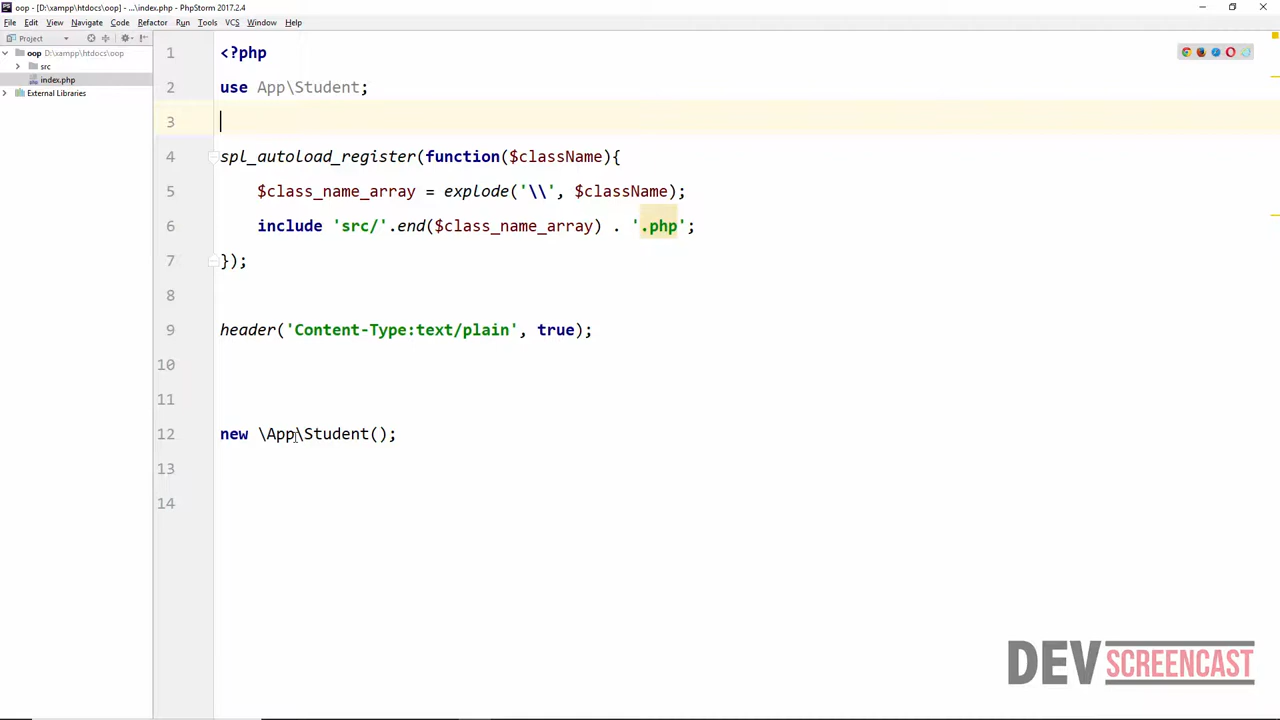 oop - [D:\xampp\htdocs\oop] - ...\index.php - PhpStorm 2017.2.4
File Edit View Navigate Code Refactor Run Tools VCS Window Help
Project
oop D:\xampp\htdocs\oop
src
index.php
External Libraries
1 <?php
2 use App\Student;
3
4 spl_autoload_register(function($className){
5 $class_name_array = explode('\\', $className);
6 include 'src/'.end($class_name_array) . '.php';
7 });
8
9 header('Content-Type:text/plain', true);
10
11
12 new \App\Student();
13
14
DEVSCREENCAST